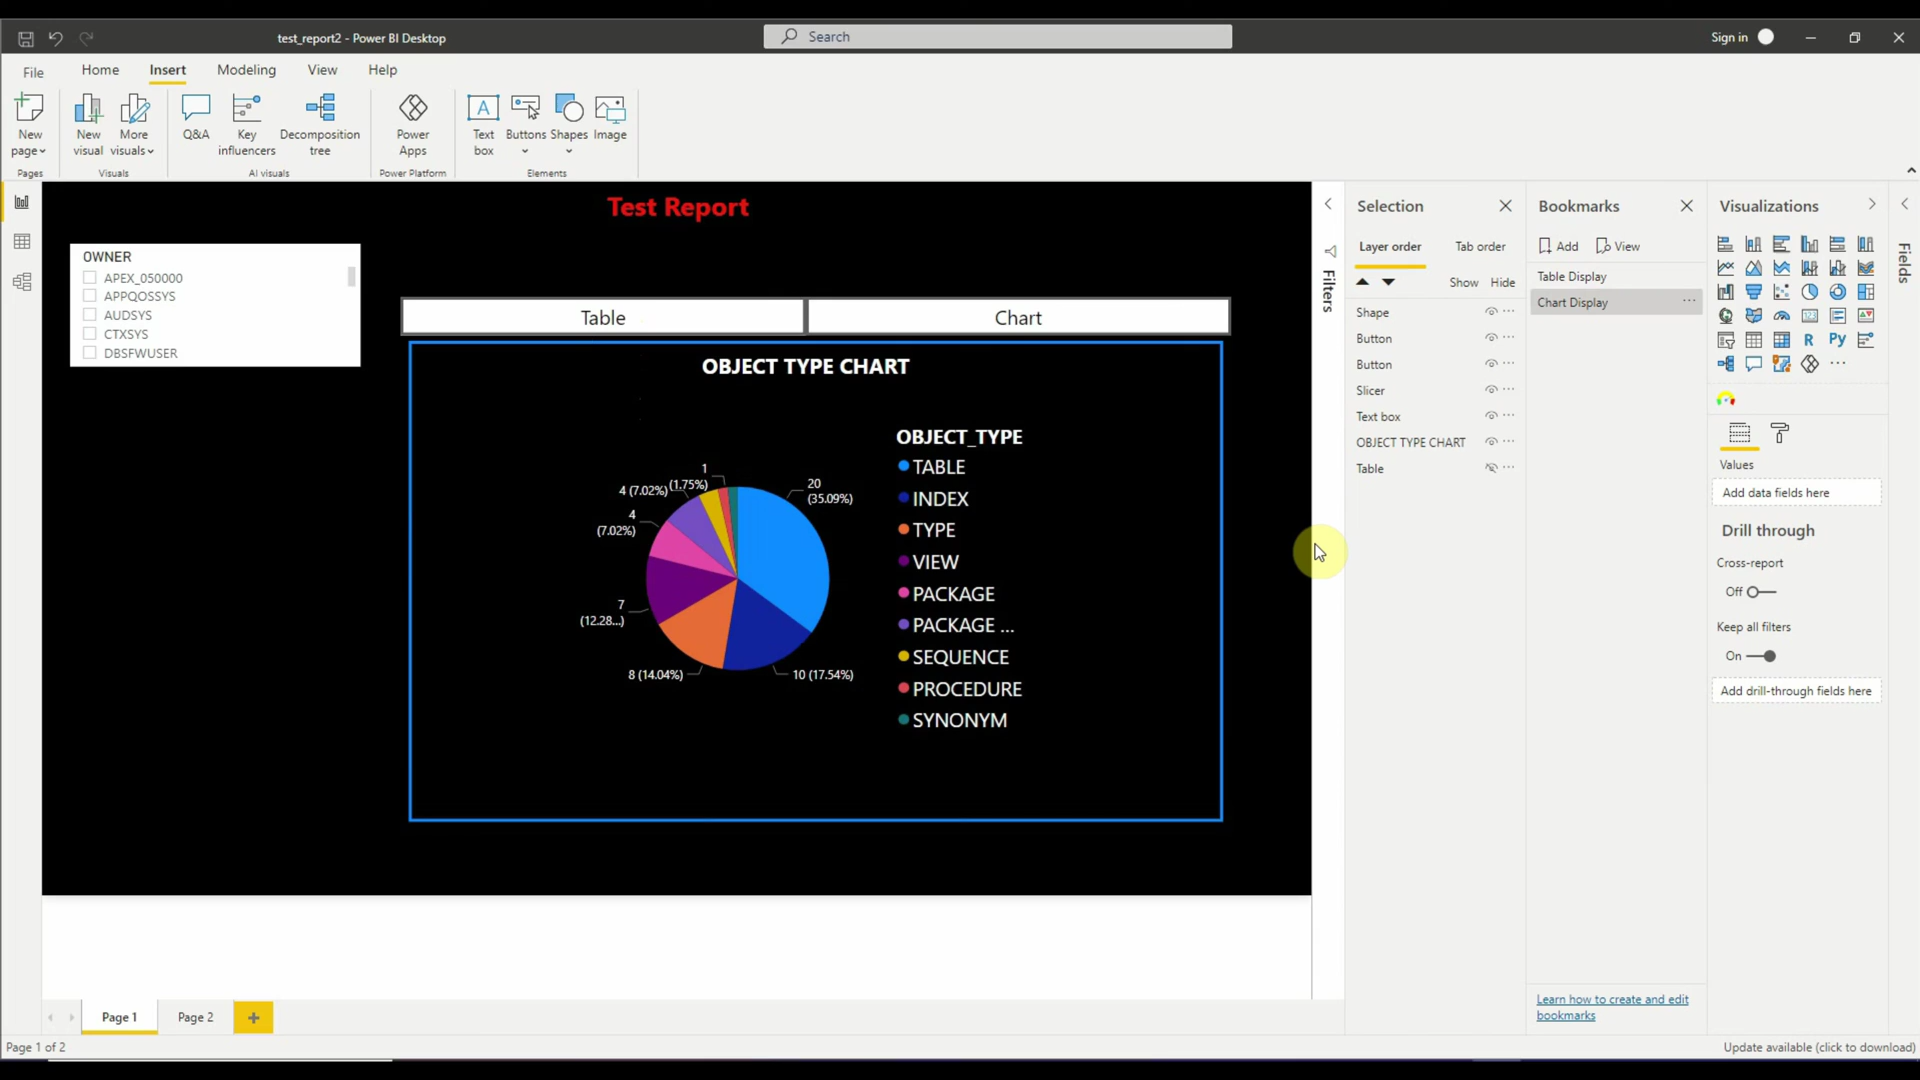 test_report2 - Power BI Desktop
Search
Sign in
File
Home
Insert
Modeling
View
Help
New
page
New
visual
More
visuals
Q&A
Key
influencers
Decomposition
tree
Power
Apps
Text
box
Buttons
Shapes
Image
Pages
Visuals
AI visuals
Power Platform
Elements
Test Report
OWNER
APEX_050000
APPQOSSYS
AUDSYS
CTXSYS
DBSFWUSER
Table
Chart
OBJECT TYPE CHART
1
(1.75%)
4 (7.02%)
20
(35.09%)
4
(7.02%)
7
(12.28...)
8 (14.04%)
10 (17.54%)
OBJECT_TYPE
TABLE
INDEX
TYPE
VIEW
PACKAGE
PACKAGE ...
SEQUENCE
PROCEDURE
SYNONYM
Filters
Selection
Layer order
Tab order
Show
Hide
Shape
Button
Button
Slicer
Text box
OBJECT TYPE CHART
Table
Bookmarks
Add
View
Table Display
Chart Display
...
Learn how to create and edit
bookmarks
Visualizations
R
Py
...
Values
Add data fields here
Drill through
Cross-report
Off
Keep all filters
On
Add drill-through fields here
Fields
Page 1
Page 2
+
Page 1 of 2
Update available (click to download)